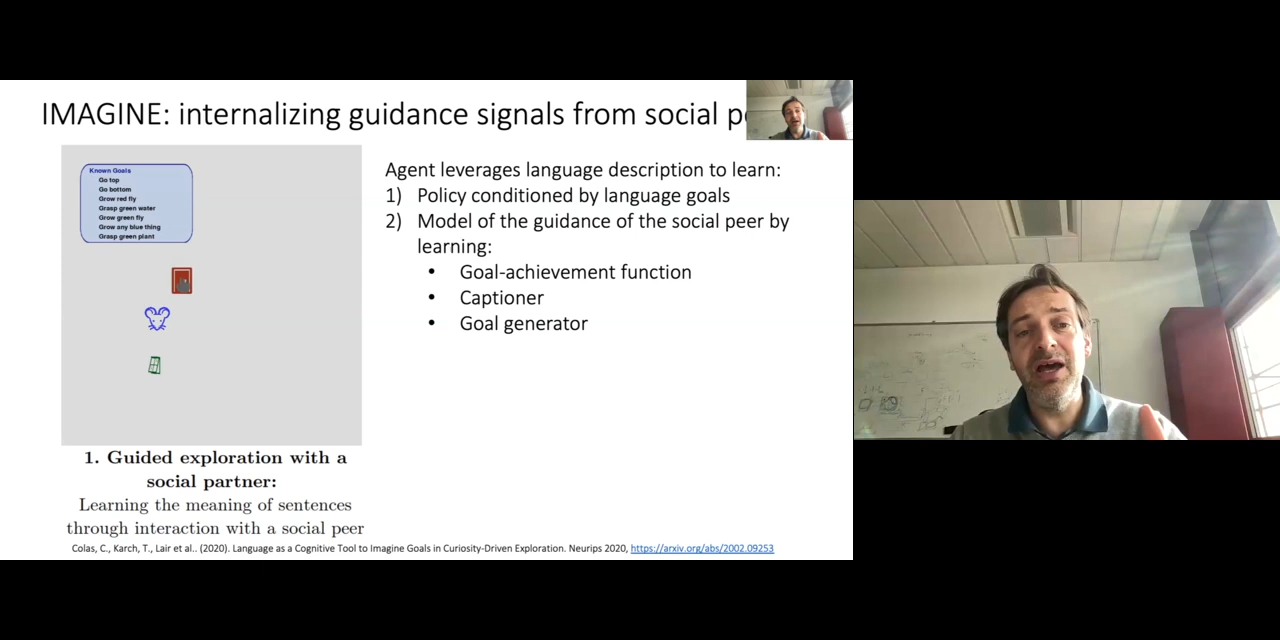 IMAGINE: internalizing guidance signals from social
Known Goals
Go top
Go bottom
Grow red fly
Grasp green water
Grow green fly
Grow any blue thing
Grasp green plant
Agent leverages language description to learn:
1) Policy conditioned by language goals
2) Model of the guidance of the social peer by
learning:
• Goal-achievement function
• Captioner
• Goal generator
1. Guided exploration with a
social partner:
Learning the meaning of sentences
through interaction with a social peer
Colas, C., Karch, T., Lair et al.. (2020). Language as a Cognitive Tool to Imagine Goals in Curiosity-Driven Exploration. Neurips 2020, https://arxiv.org/abs/2002.09253